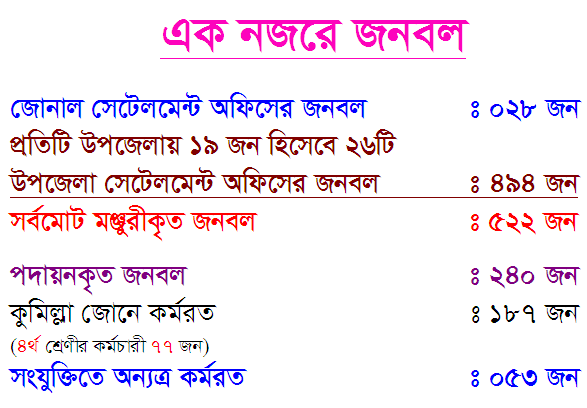 এক নজরে জনবল
জোনাল সেটেলমেন্ট অফিসের জনবল : ০২৮ জন
প্রতিটি উপজেলায় ১৯ জন হিসেবে ২৬টি
উপজেলা সেটেলমেন্ট অফিসের জনবল : ৪৯৪ জন
সর্বমোট মঞ্জুরীকৃত জনবল : ৫২২ জন
পদায়নকৃত জনবল : ২৪০ জন
কুমিল্লা জোনে কর্মরত : ১৮৭ জন
(৪র্থ শ্রেণীর কর্মচারী ৭৭ জন)
সংযুক্তিতে অন্যত্র কর্মরত : ০৫৩ জন